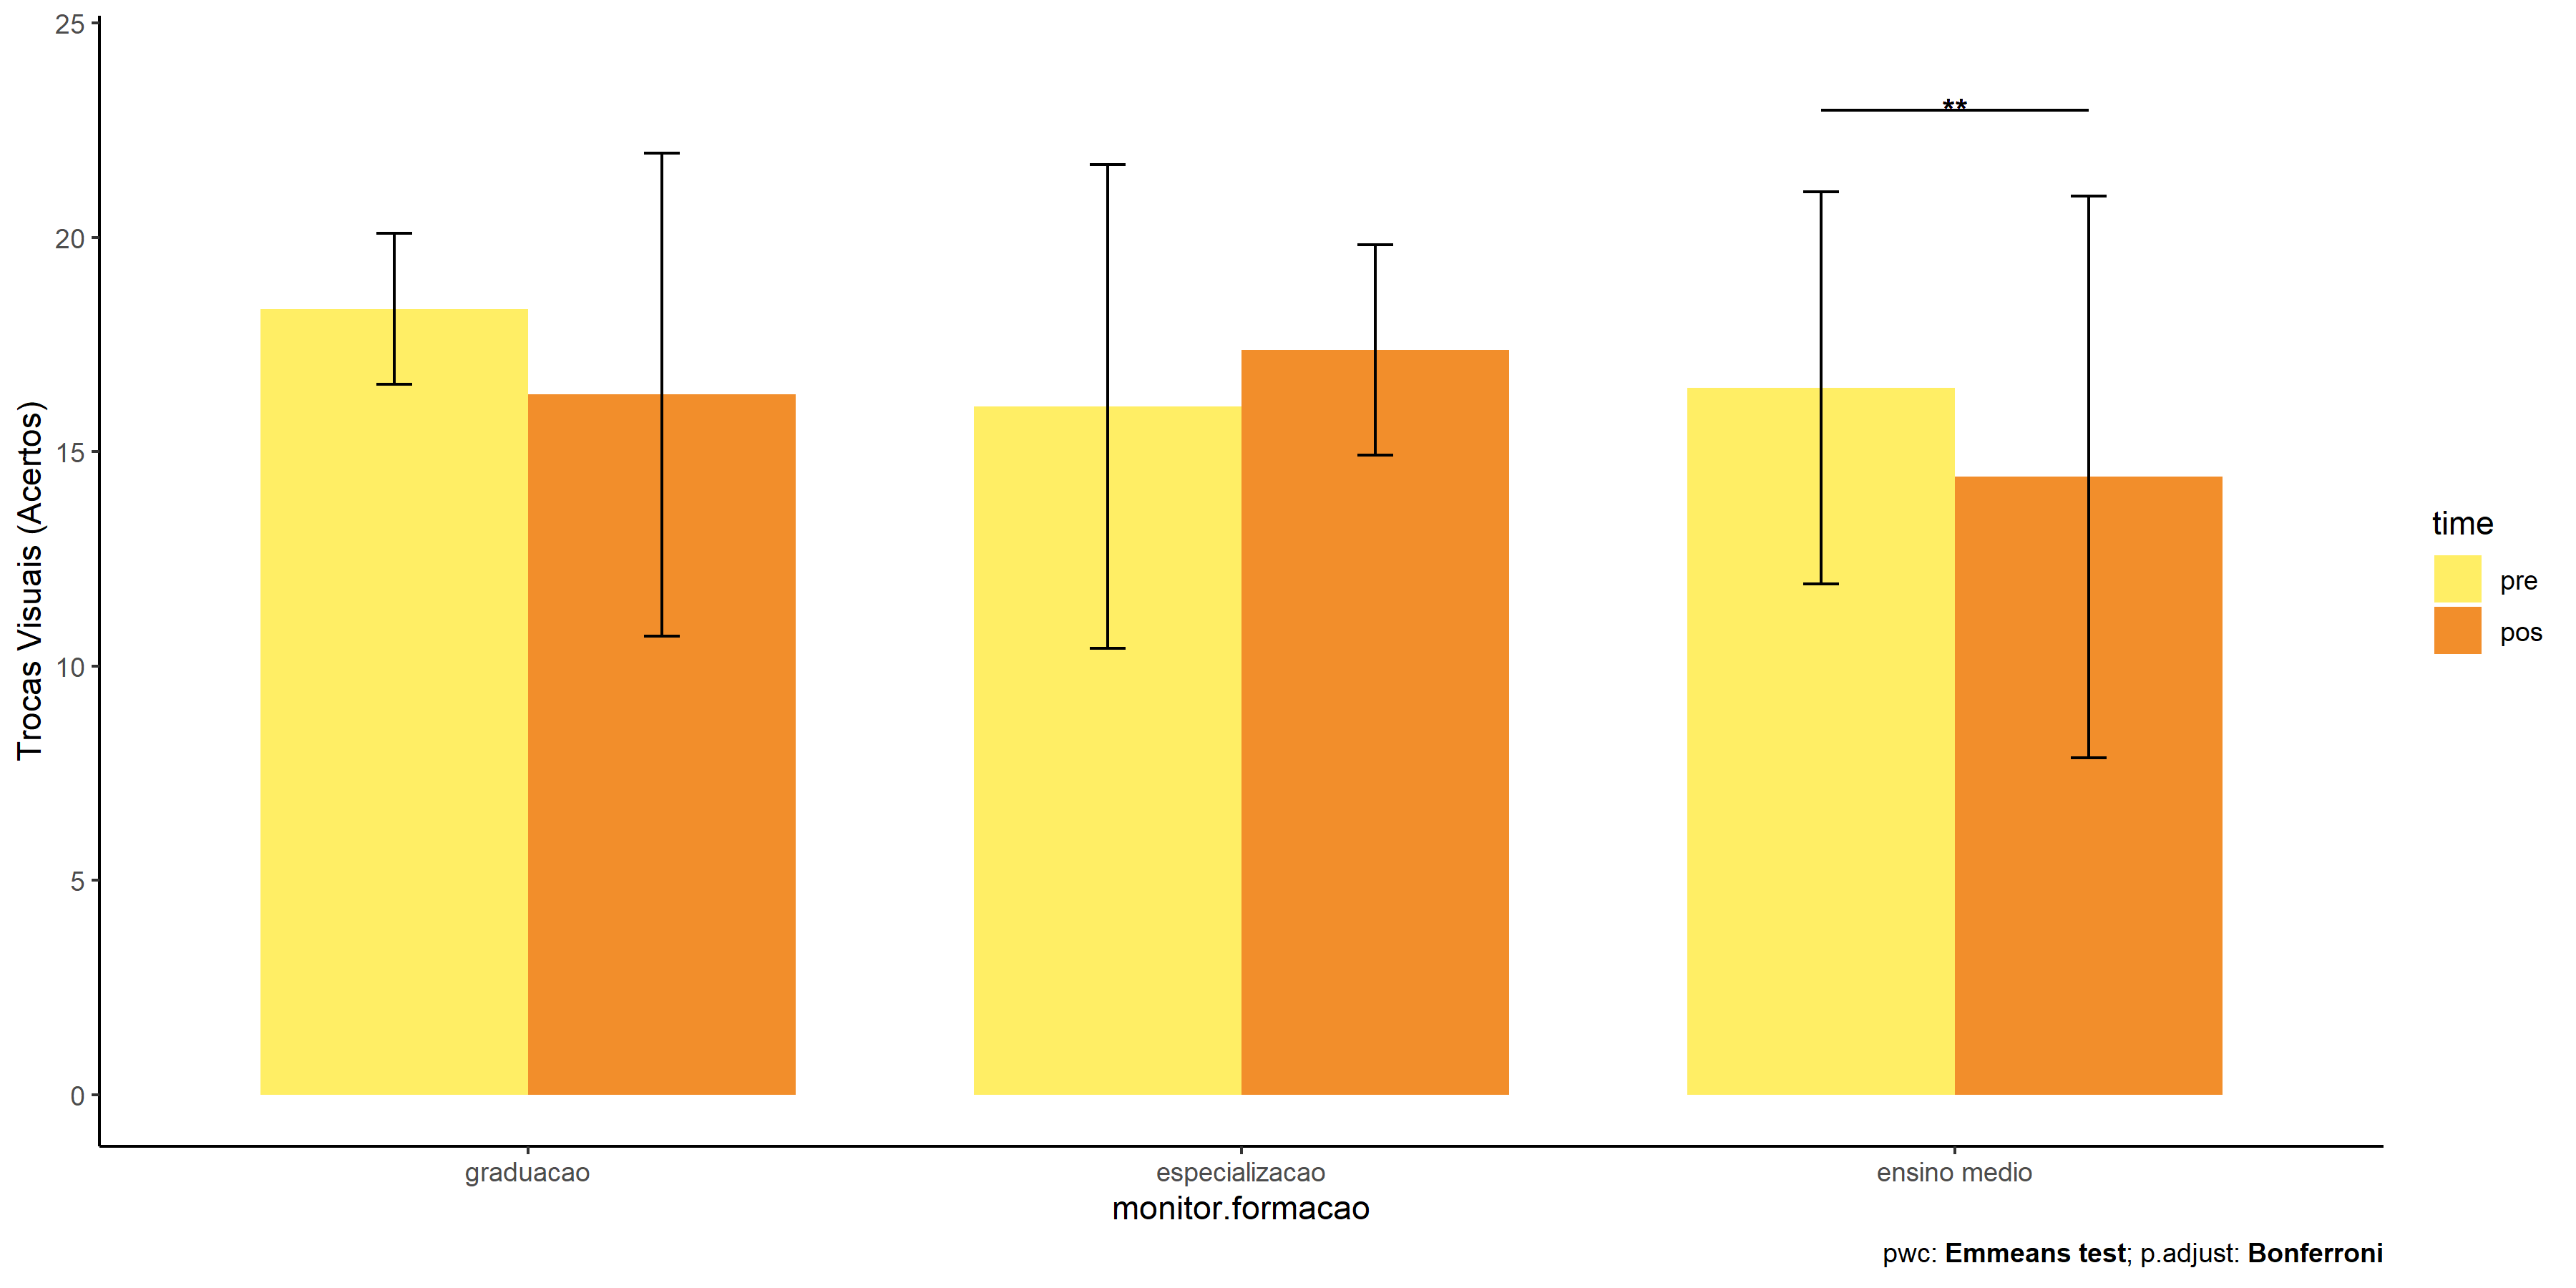 25
20
15
10
5
0
Trocas Visuais (Acertos)
**
graduacao
especializacao
ensino medio
monitor.formacao
time
pre
pos
pwc: Emmeans test; p.adjust: Bonferroni